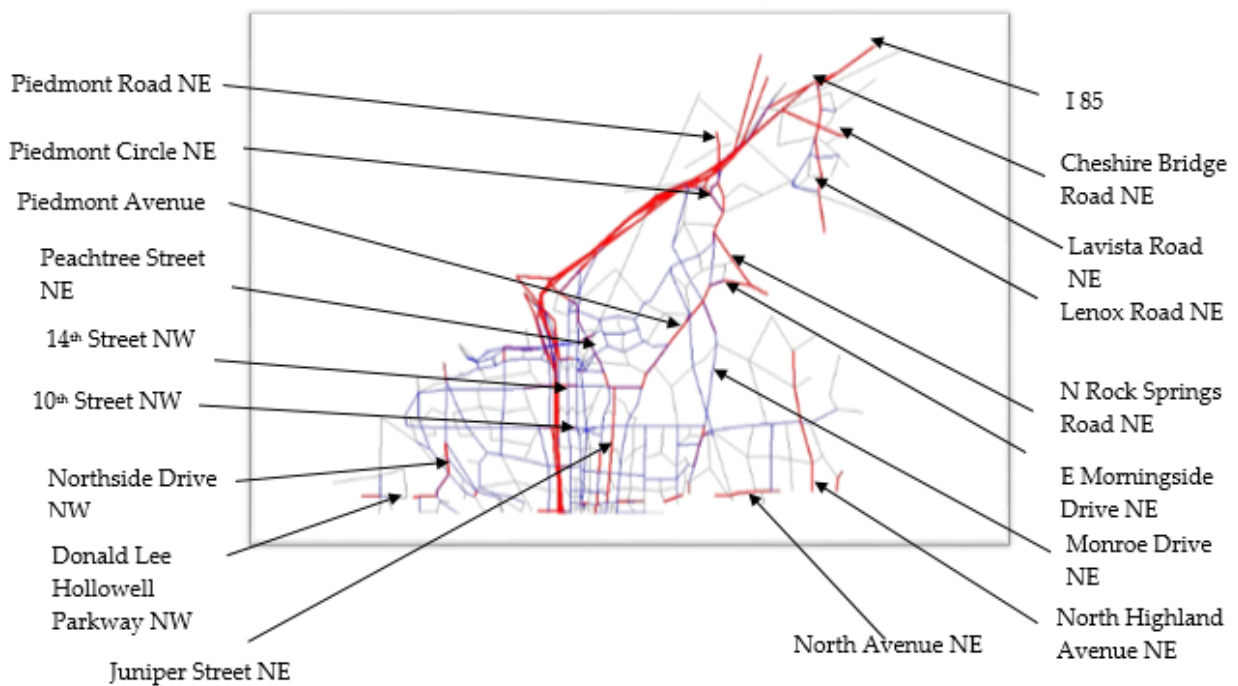 Piedmont Road NE
Piedmont Circle NE
Piedmont Avenue
Peachtree Street
NE
14th Street NW
10th Street NW
Northside Drive
NW
Donald Lee
Hollowell
Parkway NW
Juniper Street NE
I 85
Cheshire Bridge
Road NE
Lavista Road
NE
Lenox Road NE
N Rock Springs
Road NE
E Morningside
Drive NE
Monroe Drive
NE
North Highland
Avenue NE
North Avenue NE